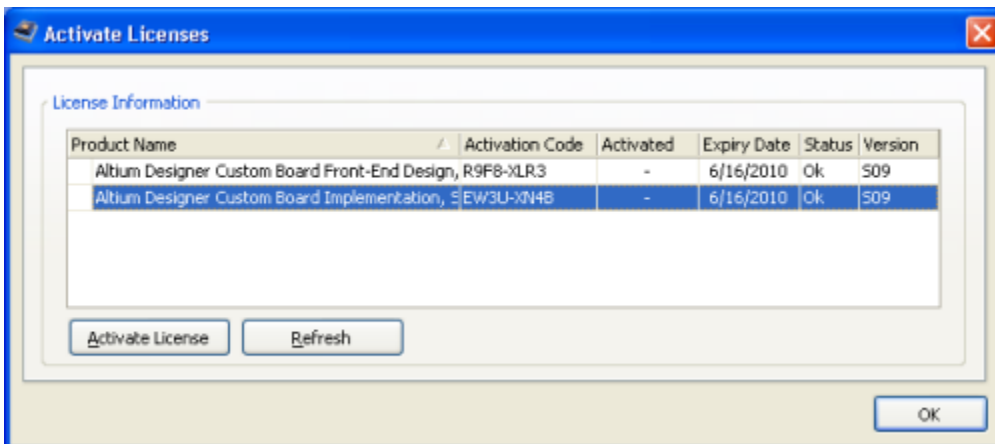 Activate Licenses
License Information
Product Name Activation Code Activated Expiry Date Status Version
Altium Designer Custom Board Front-End Design, R9F8-XLR3 - 6/16/2010 Ok S09
Altium Designer Custom Board Implementation, S EW3U-XN4B - 6/16/2010 Ok S09
Activate License Refresh
OK